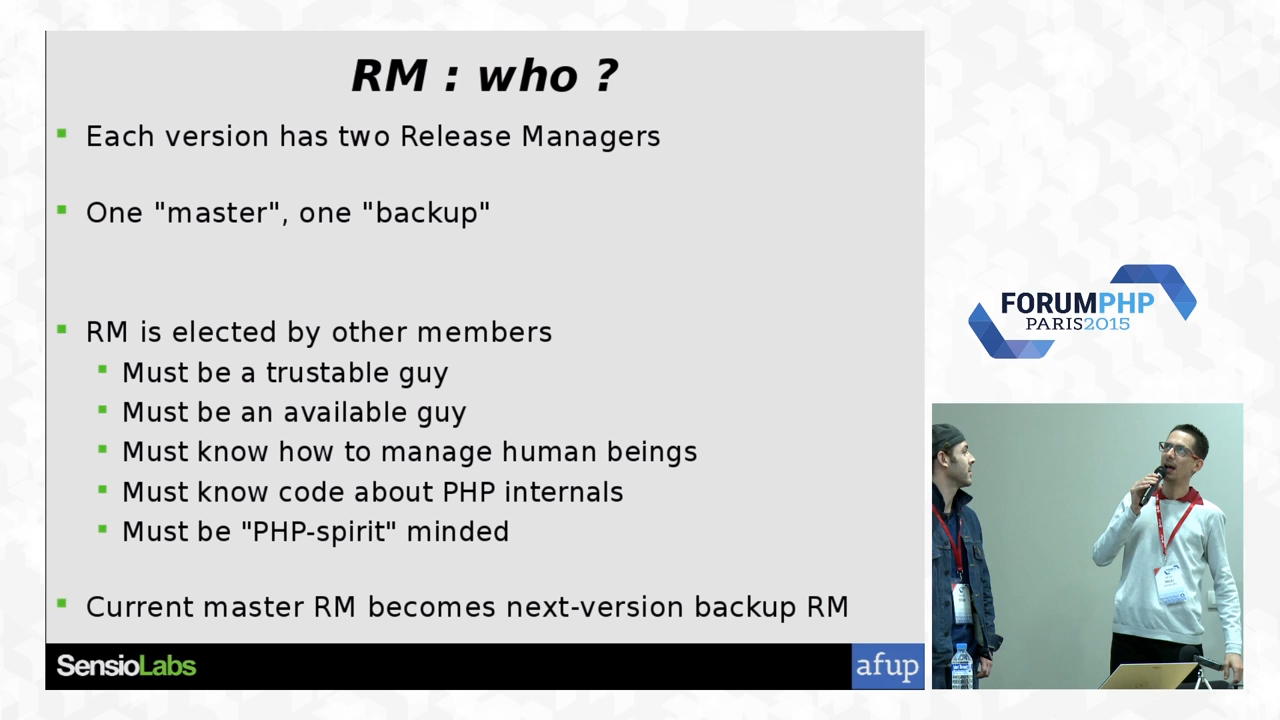 RM : who ?
Each version has two Release Managers
One "master", one "backup"
RM is elected by other members
Must be a trustable guy
Must be an available guy
Must know how to manage human beings
Must know code about PHP internals
Must be "PHP-spirit" minded
Current master RM becomes next-version backup RM
SensioLabs
afup
FORUMPHP
PARIS2015